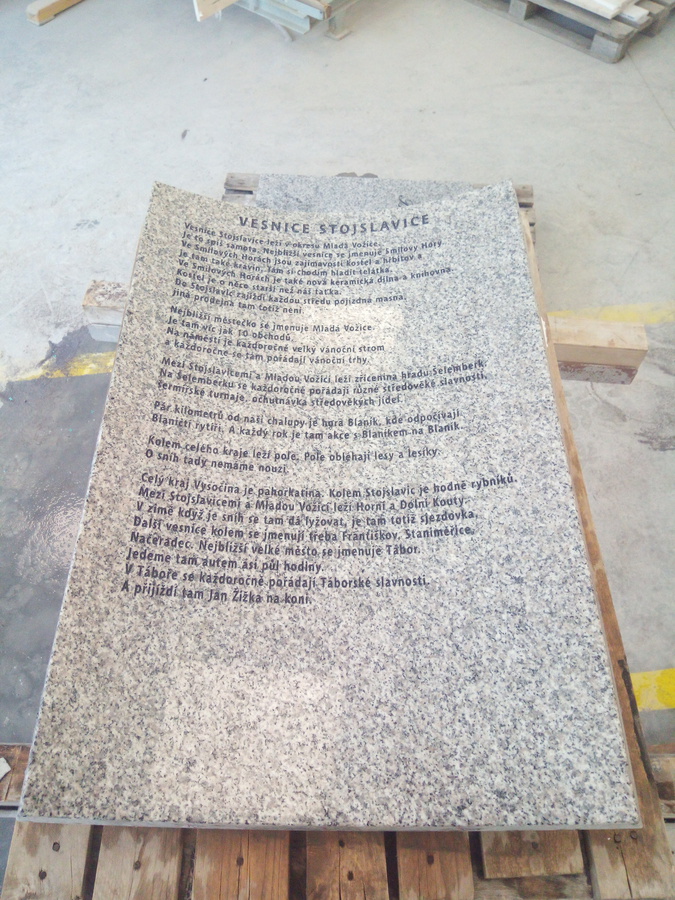 VESNICE STOJSLAVICE
Vesnice Stojslavice leží v okresu Mladá Vožice.
Je to spíš samota. Nejbližší vesnice se jmenuje Smilovy Hory
Ve Smilových Horách jsou zajímavosti kostel a hřbitov a
je tam také kravín. Tam si chodím hladit telátka.
Ve Smilových Horách je také nová keramická dílna a knihovna.
Kostel je o něco starší než náš taťka.
Do Stojslavic zajíždí každou středu pojízdná masna.
Jiná prodejna tam totiž není.
Nejbližší městečko se jmenuje Mladá Vožice.
Je tam víc jak 10 obchodů.
Na náměstí je každoročně velký vánoční strom
a každoročně se tam pořádají vánoční trhy.
Mezi Stojslavicemi a Mladou Vožicí leží zřícenina hradu Šelemberk.
Na Šelemberku se každoročně pořádají různé středověké slavnosti,
šermířské turnaje, ochutnávka středověkých jídel.
Pár kilometrů od naší chalupy je hora Blaník, kde odpočívají
Blaničtí rytíři. A každý rok je tam akce s Blaníkem na Blaník.
Kolem celého kraje leží pole. Pole obíhají lesy a lesíky.
O sníh tady nemáme nouzi.
Celý kraj Vysočina je pahorkatina. Kolem Stojslavic je hodně rybníků.
Mezi Stojslavicemi a Mladou Vožicí leží Horní a Dolní Kouty.
V zimě když je sníh se tam dá lyžovat, je tam totiž sjezdovka.
Další vesnice kolem se jmenují třeba Františkov, Staniměřice,
Načeradec. Nejbližší velké město se jmenuje Tábor.
Jedeme tam autem asi půl hodiny.
V Táboře se každoročně pořádají Táborské slavnosti.
A přijíždí tam Jan Žižka na koni.